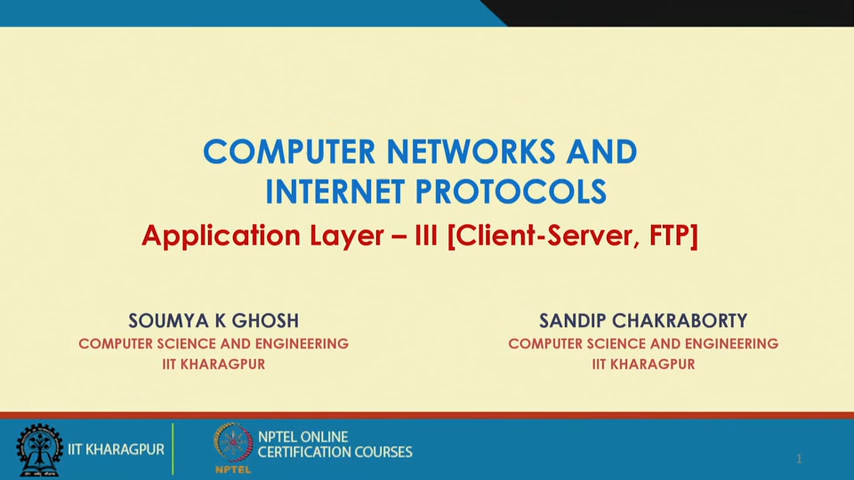 COMPUTER NETWORKS AND
INTERNET PROTOCOLS
Application Layer – III [Client-Server, FTP]
SOUMYA K GHOSH
COMPUTER SCIENCE AND ENGINEERING
IIT KHARAGPUR
SANDIP CHAKRABORTY
COMPUTER SCIENCE AND ENGINEERING
IIT KHARAGPUR
IIT KHARAGPUR
NPTEL
NPTEL ONLINE
CERTIFICATION COURSES
1